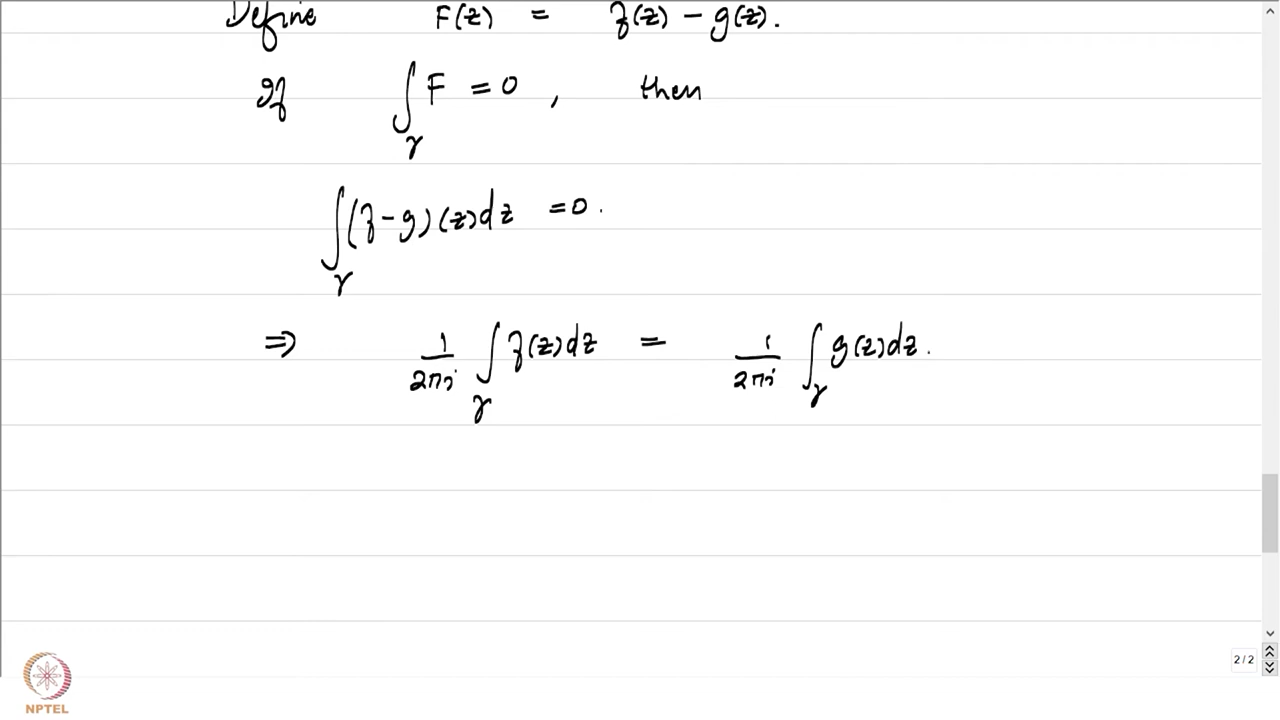 Define F(z) = f(z) - g(z).
If ∫_γ F = 0 , then
∫_γ (f - g)(z)dz = 0.
⇒ 1/2πi ∫_γ f(z)dz = 1/2πi ∫_γ g(z)dz.
2/2
NPTEL